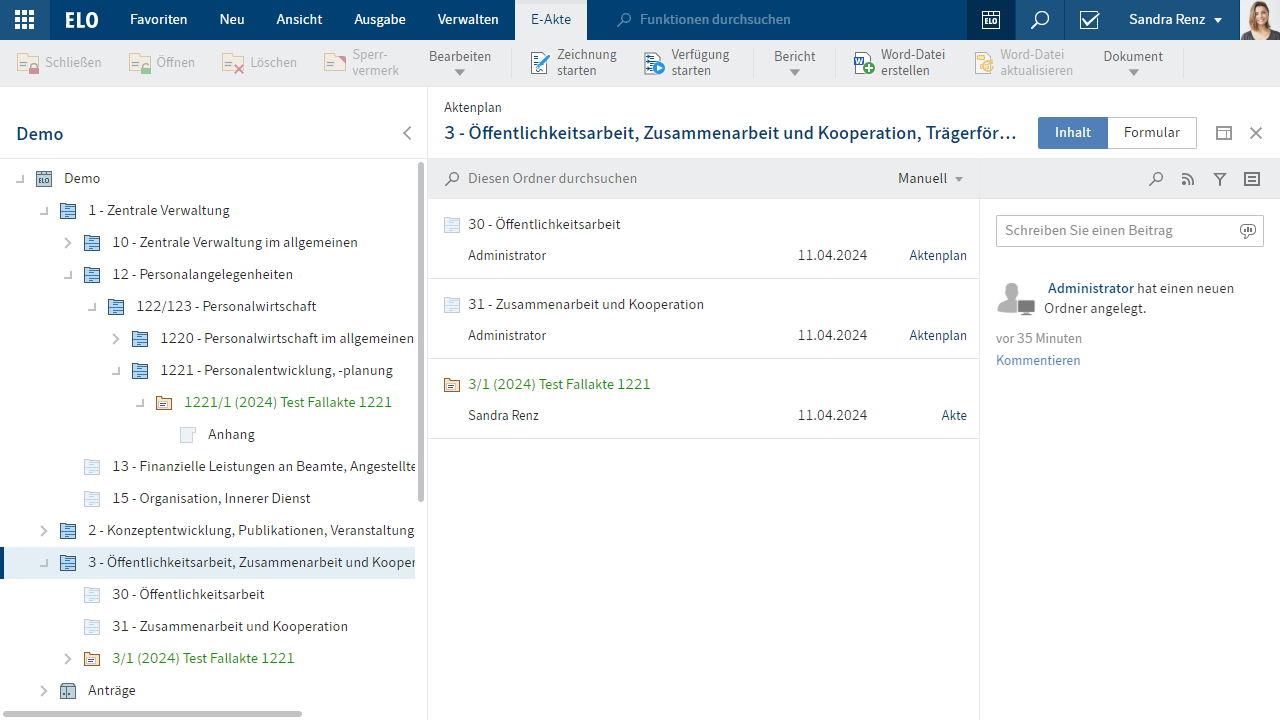 ELO
Favoriten
Neu
Ansicht
Ausgabe
Verwalten
E-Akte
Funktionen durchsuchen
ELO
Sandra Renz
Schließen
Öffnen
Löschen
Sperr-
vermerk
Bearbeiten
Zeichnung
starten
Verfügung
starten
Bericht
Word-Datei
erstellen
Word-Datei
aktualisieren
Dokument
Demo
Aktenplan
3 - Öffentlichkeitsarbeit, Zusammenarbeit und Kooperation, Trägerför…
Inhalt
Formular
ELO
Demo
1 - Zentrale Verwaltung
10 - Zentrale Verwaltung im allgemeinen
12 - Personalangelegenheiten
122/123 - Personalwirtschaft
1220 - Personalwirtschaft im allgemeinen
1221 - Personalentwicklung, -planung
1221/1 (2024) Test Fallakte 1221
Anhang
13 - Finanzielle Leistungen an Beamte, Angestellte
15 - Organisation, Innerer Dienst
2 - Konzeptentwicklung, Publikationen, Veranstaltung
3 - Öffentlichkeitsarbeit, Zusammenarbeit und Kooper
30 - Öffentlichkeitsarbeit
31 - Zusammenarbeit und Kooperation
3/1 (2024) Test Fallakte 1221
Anträge
Diesen Ordner durchsuchen
Manuell
30 - Öffentlichkeitsarbeit
Administrator
11.04.2024
Aktenplan
31 - Zusammenarbeit und Kooperation
Administrator
11.04.2024
Aktenplan
3/1 (2024) Test Fallakte 1221
Sandra Renz
11.04.2024
Akte
Schreiben Sie einen Beitrag
Administrator hat einen neuen
Ordner angelegt.
vor 35 Minuten
Kommentieren